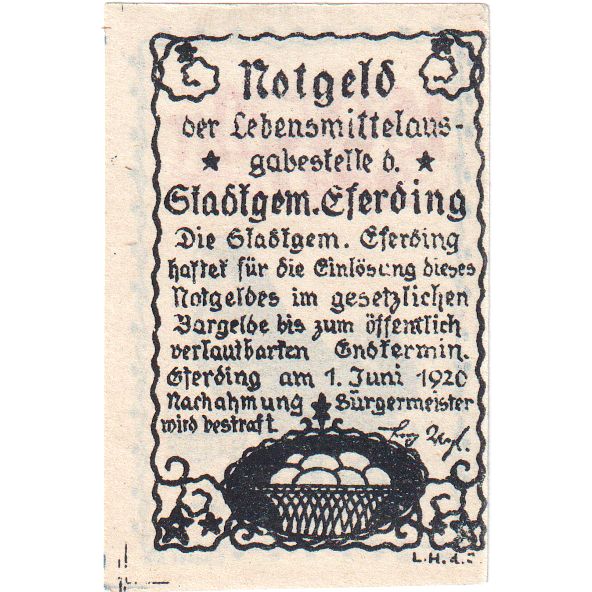 Notgeld
der Lebensmittelaus-
gabestelle d.
Stadtgem. Eferding
Die Stadtgem. Eferding
haftet für die Einlösung dieses
Notgeldes im gesetzlichen
Bargelde bis zum öffentlich
verlautbarten Endtermin.
Eferding am 1. Juni 1920
Nachahmung Bürgermeister
wird bestraft
L.H.d.